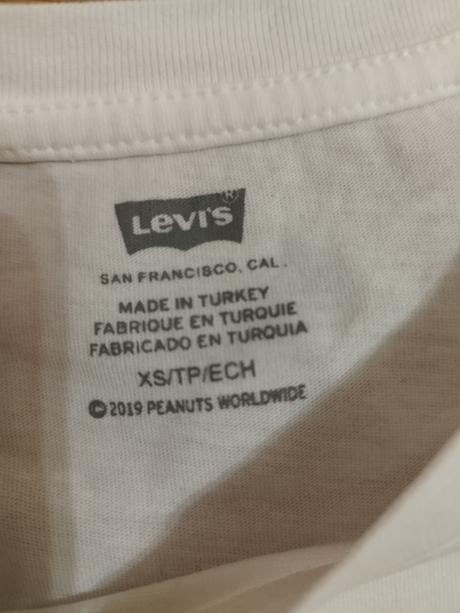 Levi's®
SAN FRANCISCO, CAL.
MADE IN TURKEY
FABRIQUE EN TURQUIE
FABRICADO EN TURQUIA
XS/TP/ECH
©2019 PEANUTS WORLDWIDE